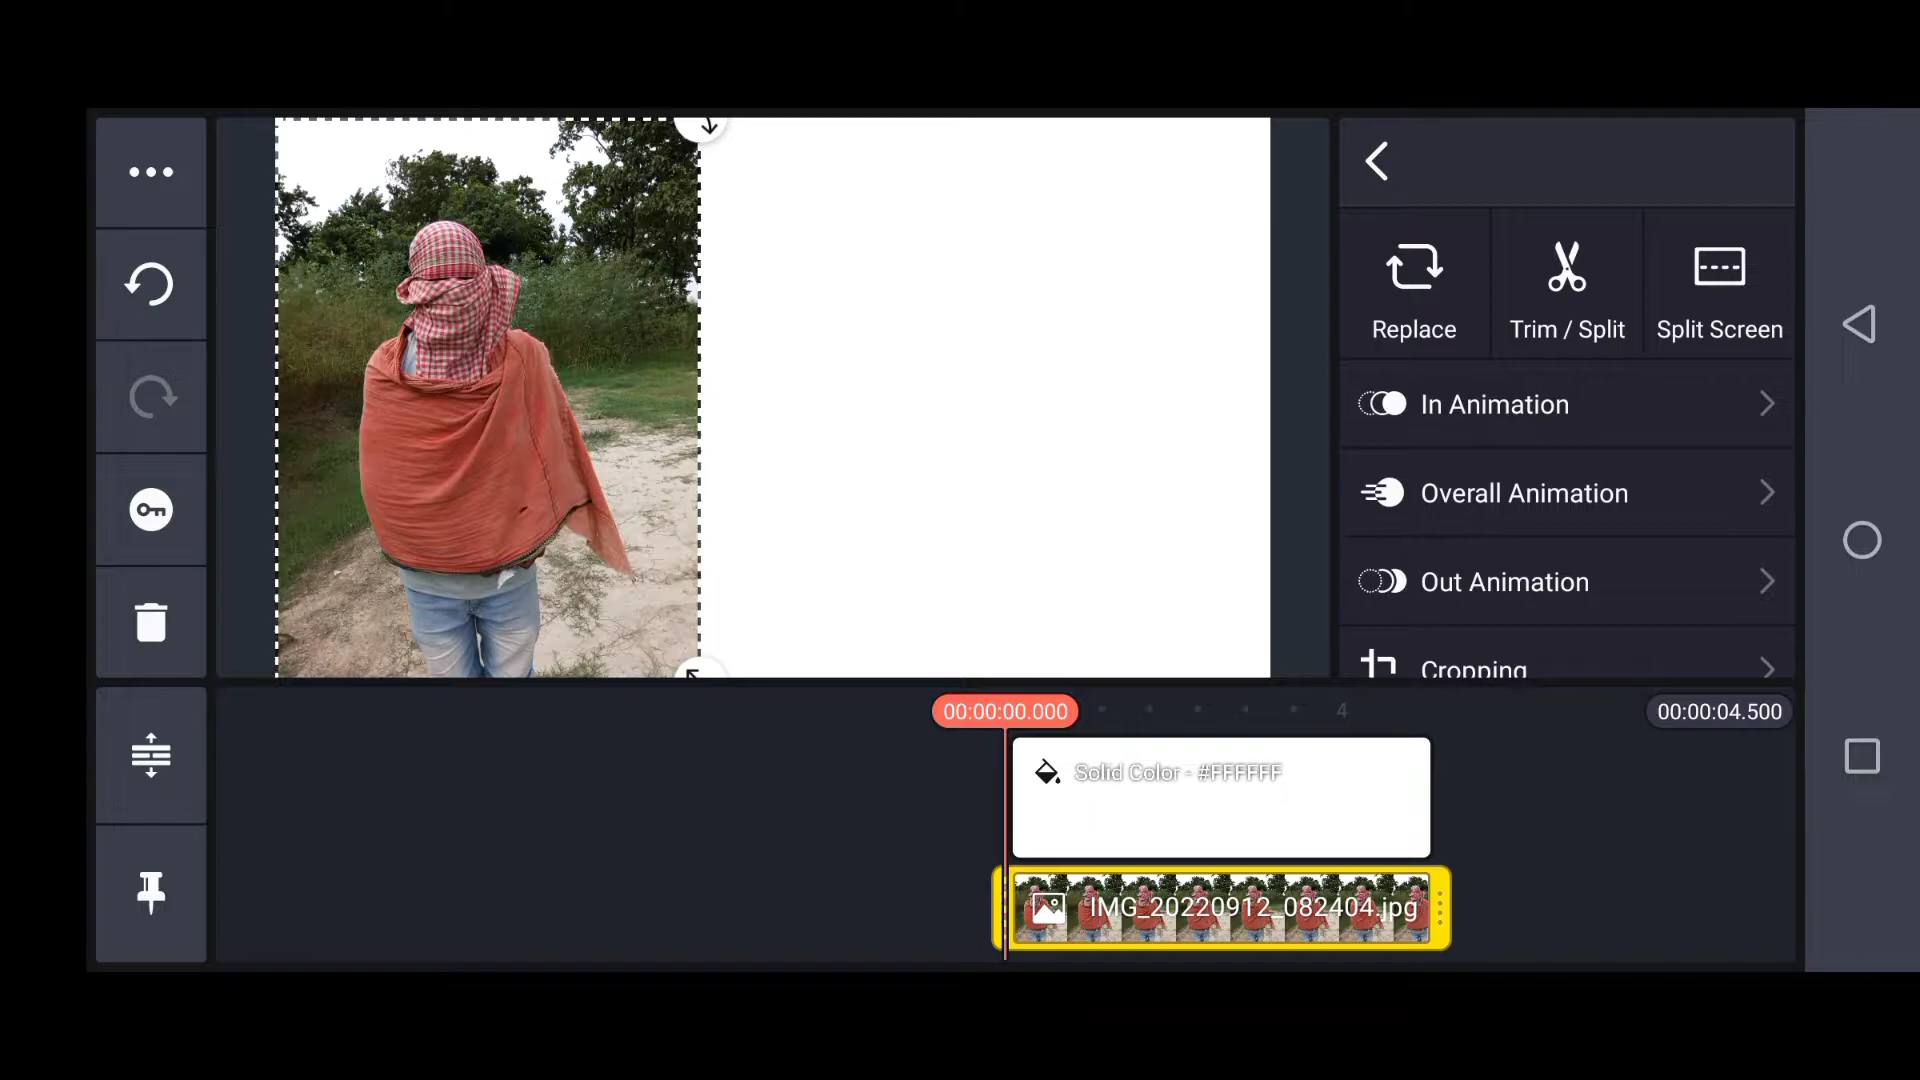 Replace
Trim / Split
Split Screen
In Animation
Overall Animation
Out Animation
Cropping
00:00:00.000
4
00:00:04.500
Solid Color - #FFFFFF
IMG_20220912_082404.jpg